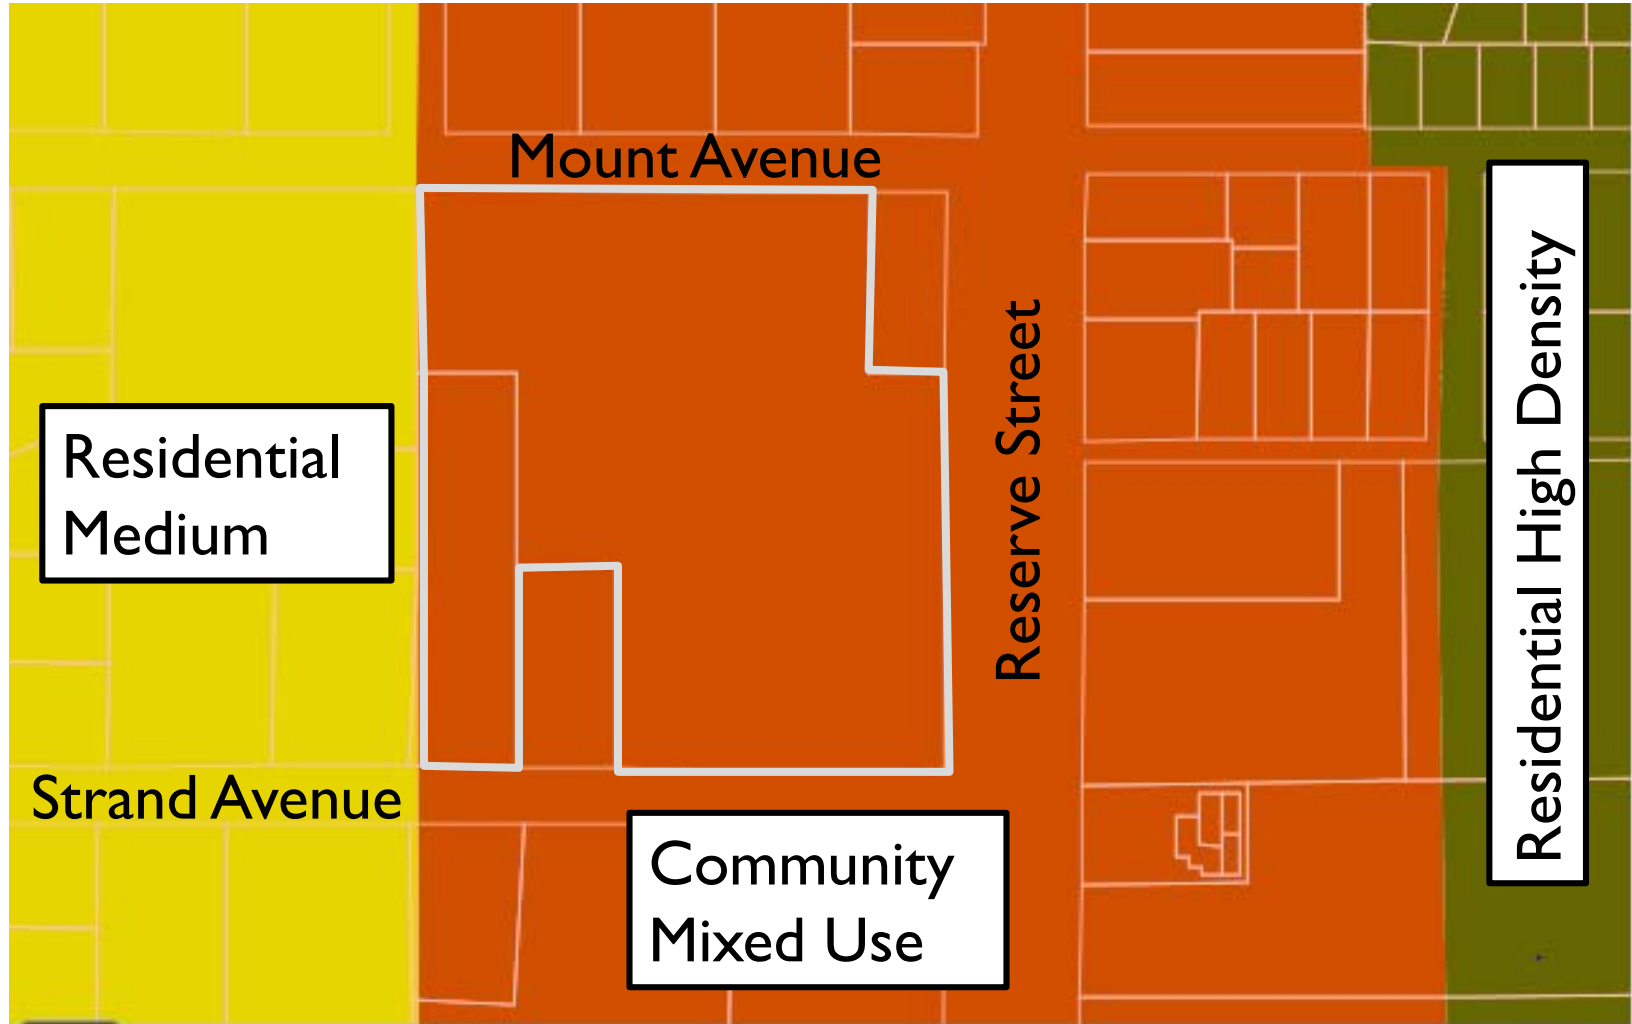 Mount Avenue
Residential
Medium
Reserve Street
Residential High Density
Strand Avenue
Community
Mixed Use